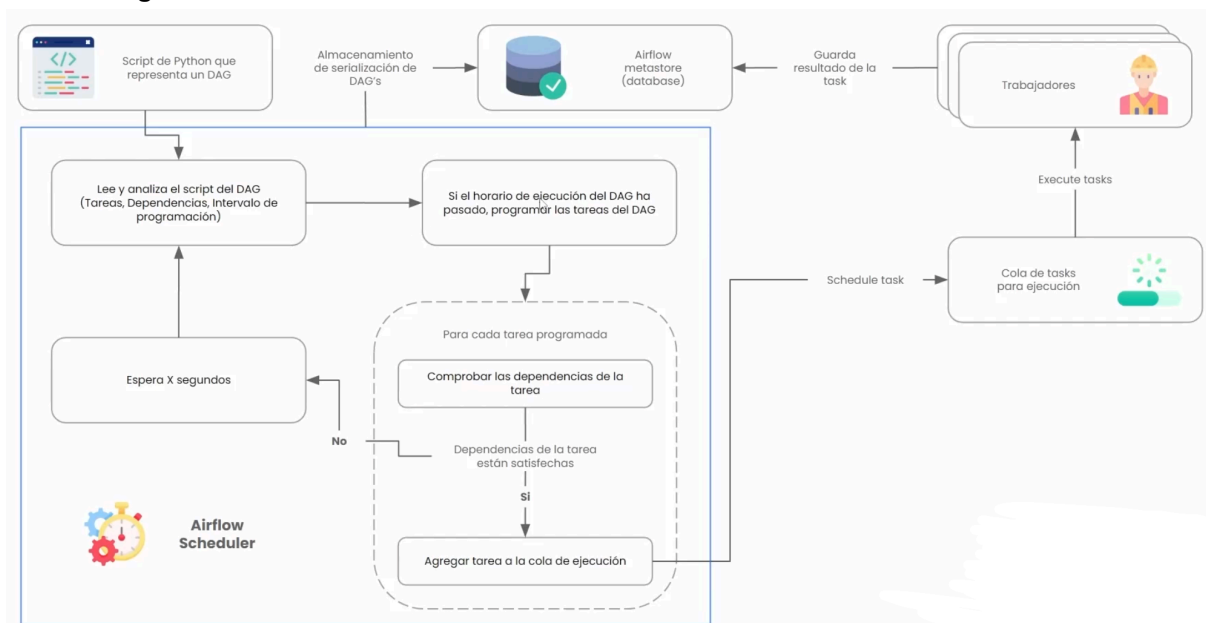 Script de Python que
representa un DAG
Almacenamiento
de serialización de
DAG's
Airflow
metastore
(database)
Guarda
resultado de la
task
Trabajadores
Lee y analiza el script del DAG
(Tareas, Dependencias, Intervalo de
programación)
Si el horario de ejecución del DAG ha
pasado, programar las tareas del DAG
Execute tasks
Schedule task
Cola de tasks
para ejecución
Para cada tarea programada
Espera X segundos
Comprobar las dependencias de la
tarea
No
Dependencias de la tarea
están satisfechas
Si
Airflow
Scheduler
Agregar tarea a la cola de ejecución